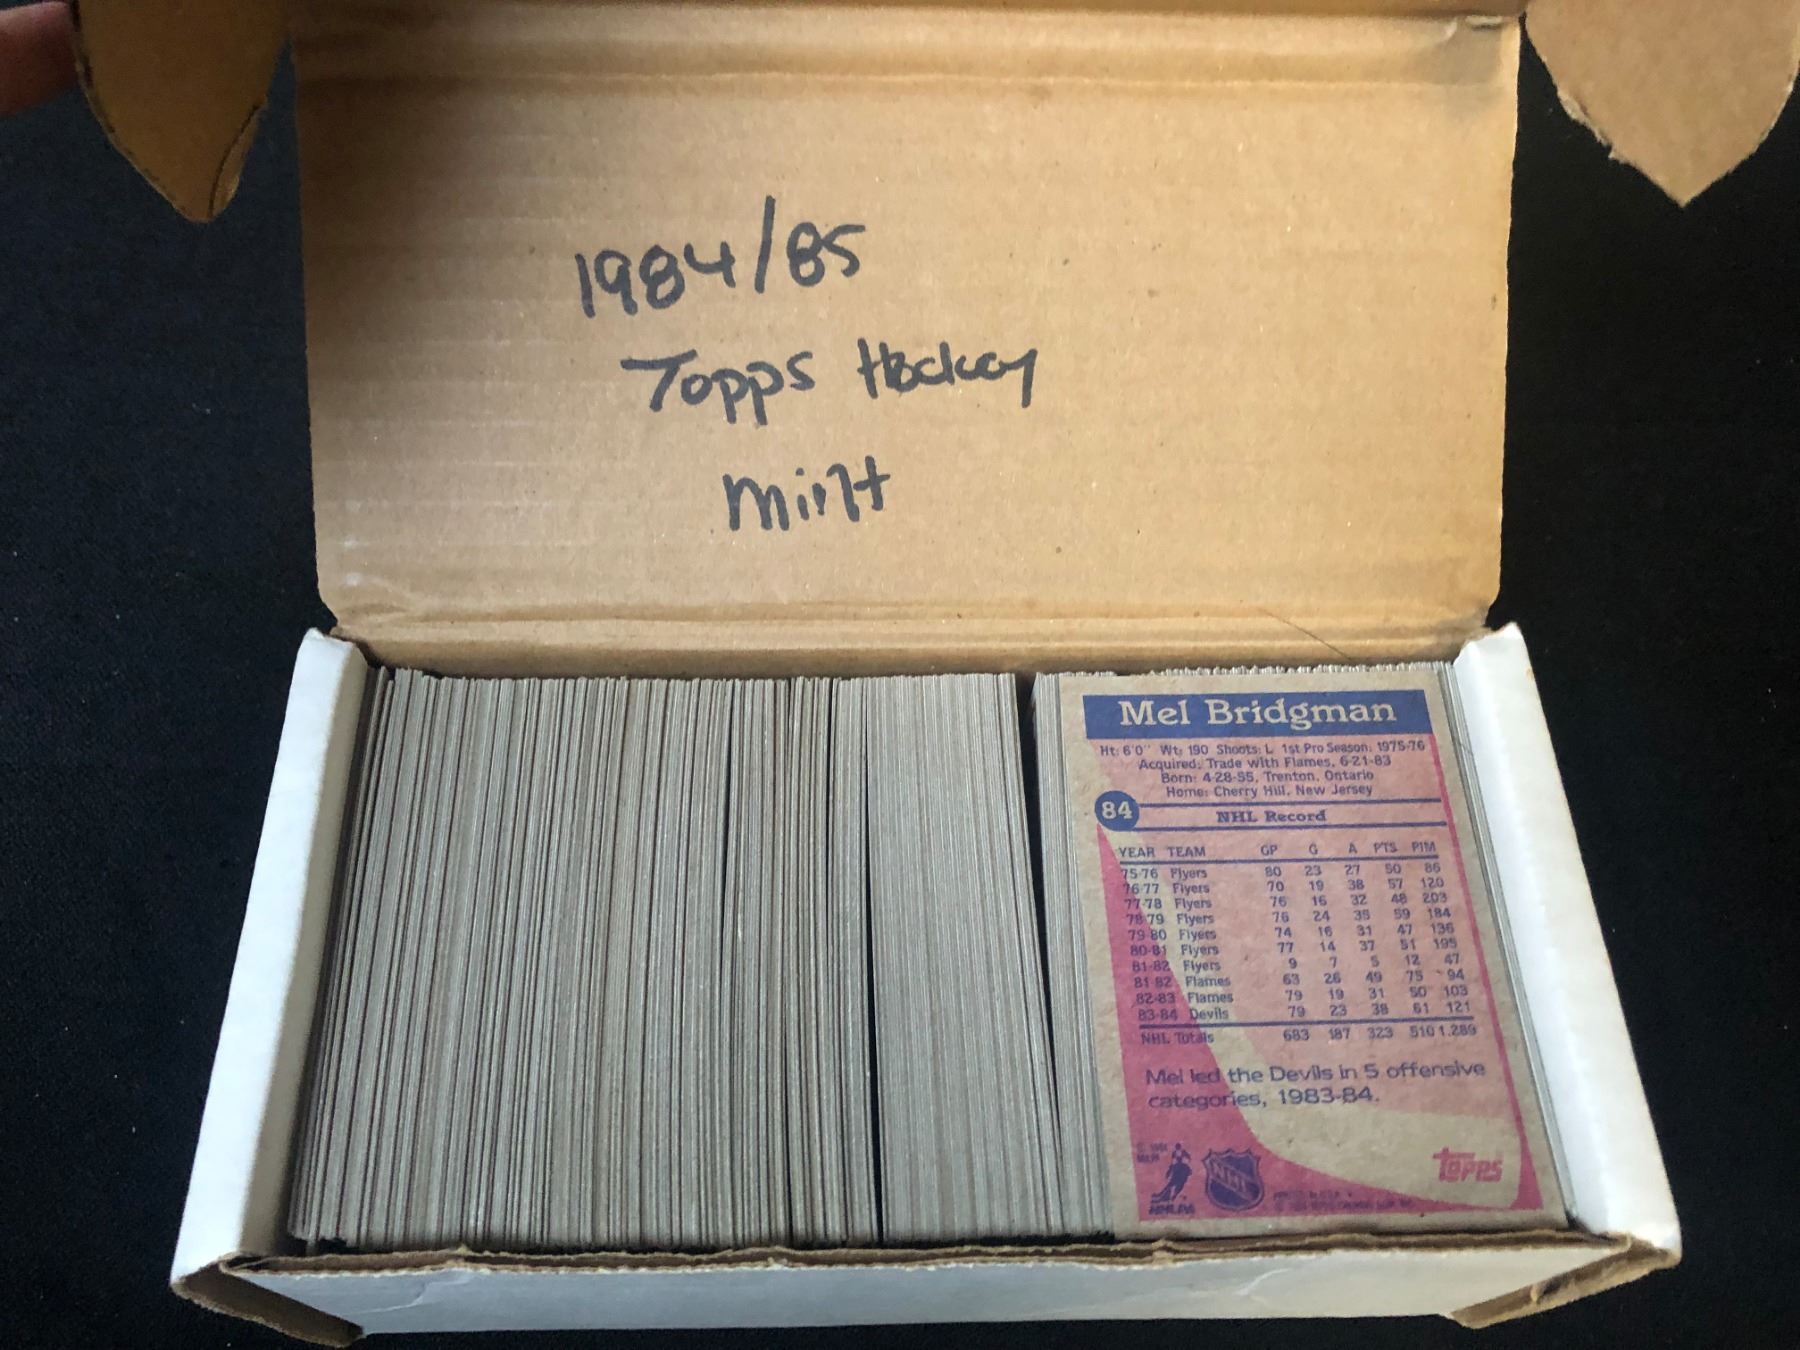 1984/85
Topps Hockey
Mint
Mel Bridgman
Ht: 6'0" Wt: 190 Shoots: L 1st Pro Season: 1975-76
Acquired: Trade with Flames, 6-21-83
Born: 4-28-55, Trenton, Ontario
Home: Cherry Hill, New Jersey
84 NHL Record
YEAR TEAM GP G A PTS PIM
75-76 Flyers 80 23 27 50 86
76-77 Flyers 70 19 38 57 120
77-78 Flyers 76 16 32 48 203
78-79 Flyers 76 24 35 59 184
79-80 Flyers 74 16 31 47 136
80-81 Flyers 77 14 37 51 195
81-82 Flyers 9 7 5 12 47
81-82 Flames 63 26 49 75 94
82-83 Flames 79 19 31 50 103
83-84 Devils 79 23 38 61 121
NHL Totals 683 187 323 510 1,289
Mel led the Devils in 5 offensive
categories, 1983-84.
NHL
topps
NHLPA